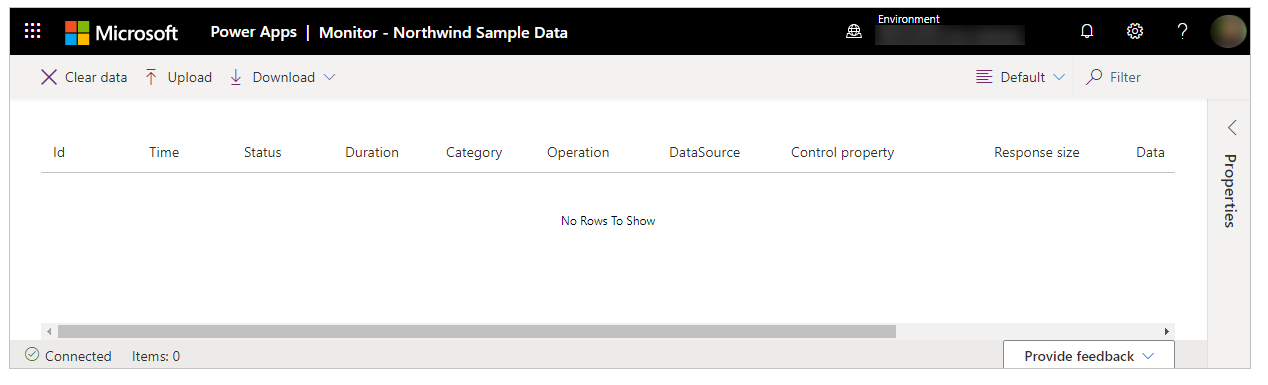 Microsoft Power Apps | Monitor - Northwind Sample Data Environment ?
Clear data Upload Download Default Filter
Id Time Status Duration Category Operation DataSource Control property Response size Data
Properties
No Rows To Show
Connected Items: 0 Provide feedback